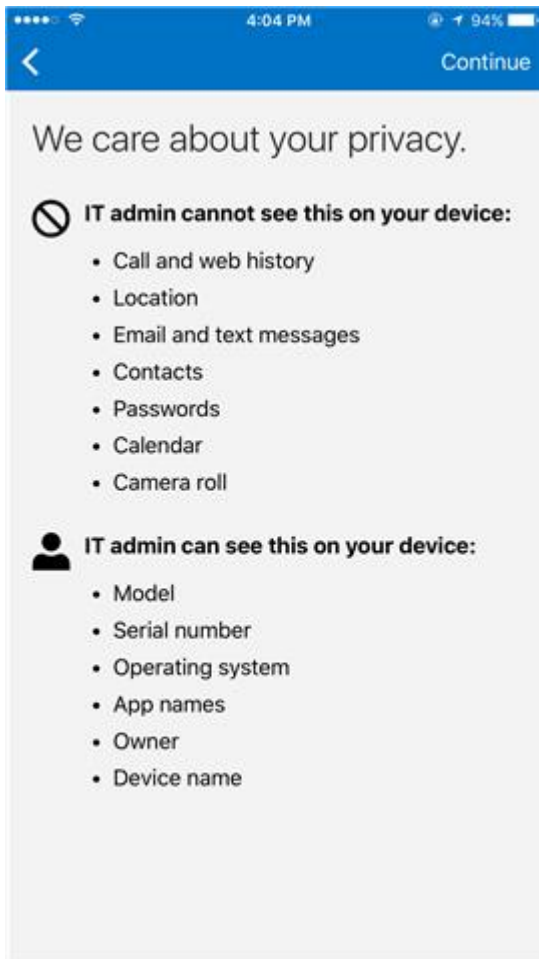 4:04 PM
94%
Continue
We care about your privacy.
IT admin cannot see this on your device:
• Call and web history
• Location
• Email and text messages
• Contacts
• Passwords
• Calendar
• Camera roll
IT admin can see this on your device:
• Model
• Serial number
• Operating system
• App names
• Owner
• Device name